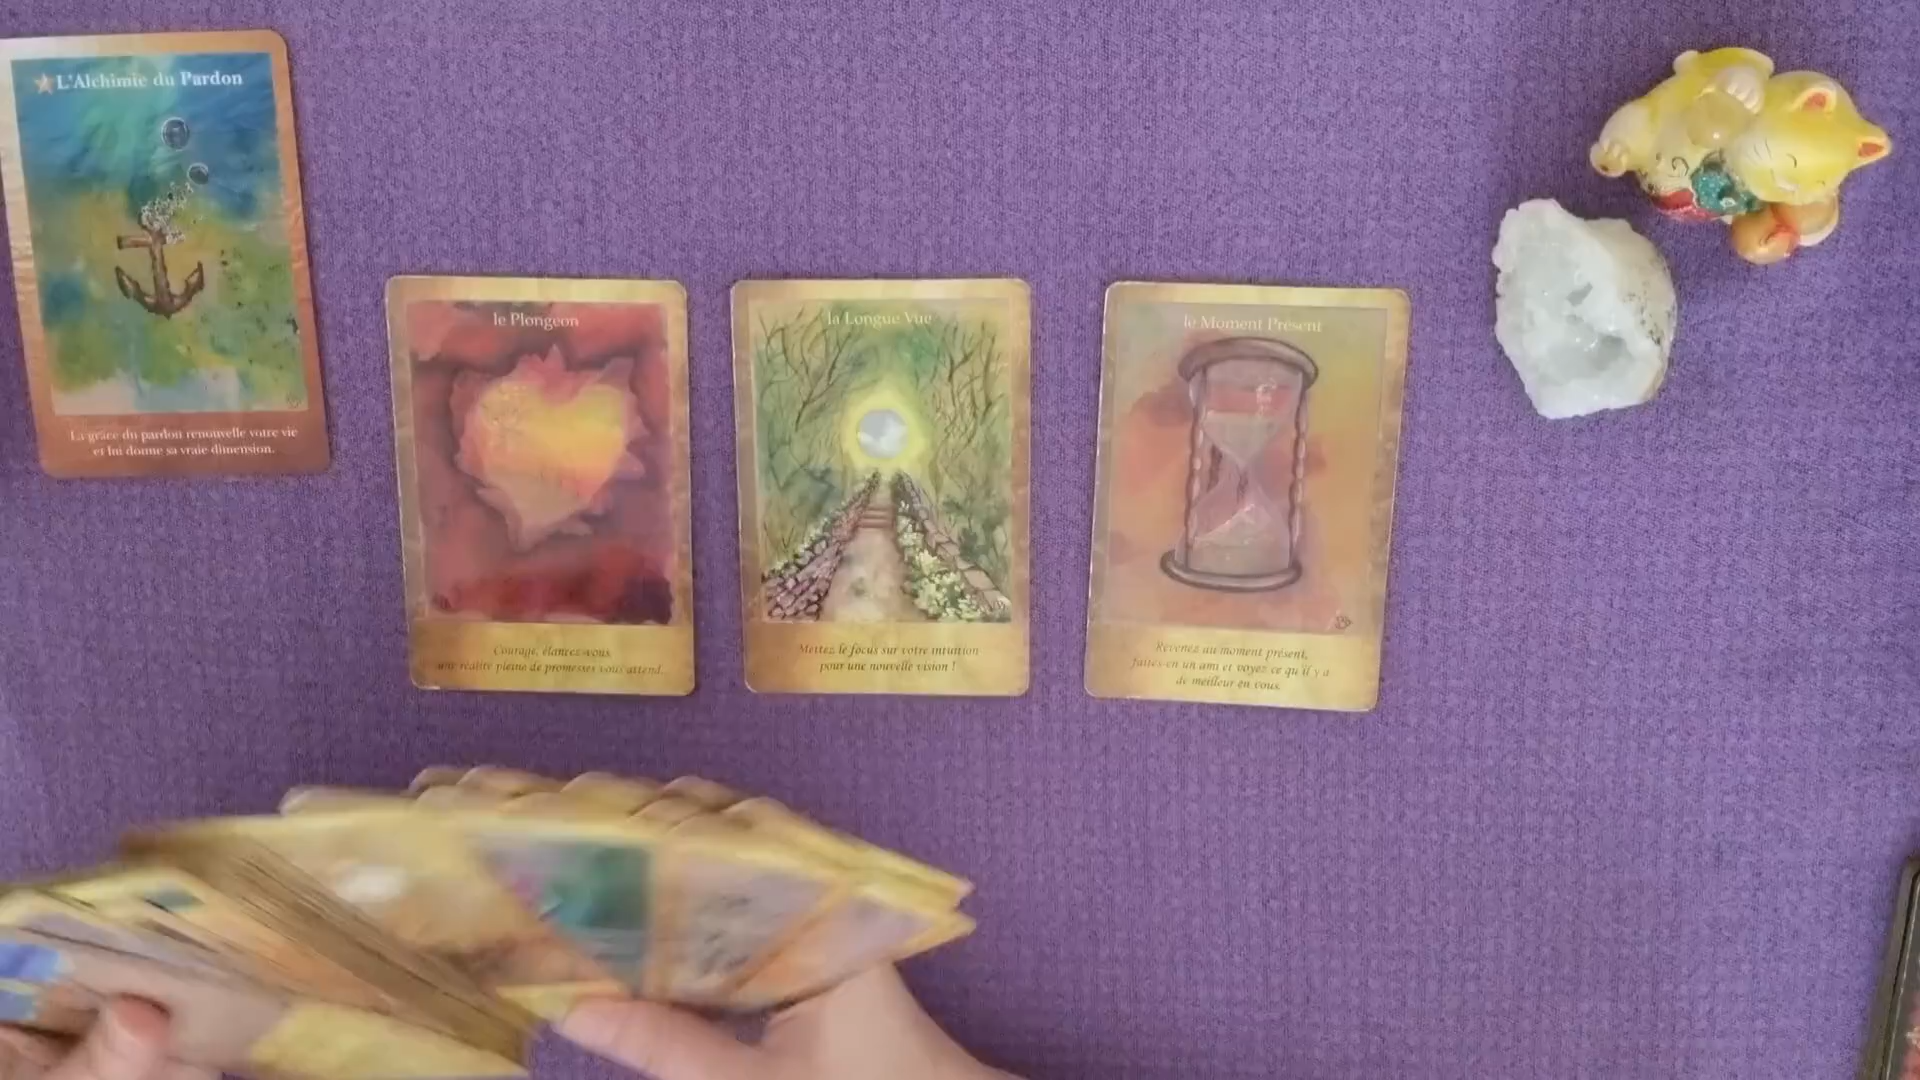 L'Alchimie du Pardon
La grâce du pardon renouvelle votre vie
et lui donne sa vraie dimension.
le Plongeon
Courage, élancez-vous
une réalité pleine de promesses vous attend.
la Longue Vue
Mettez le focus sur votre intuition
pour une nouvelle vision !
le Moment Présent
Revenez au moment présent,
faites-en un ami et voyez ce qu'il y a
de meilleur en vous.